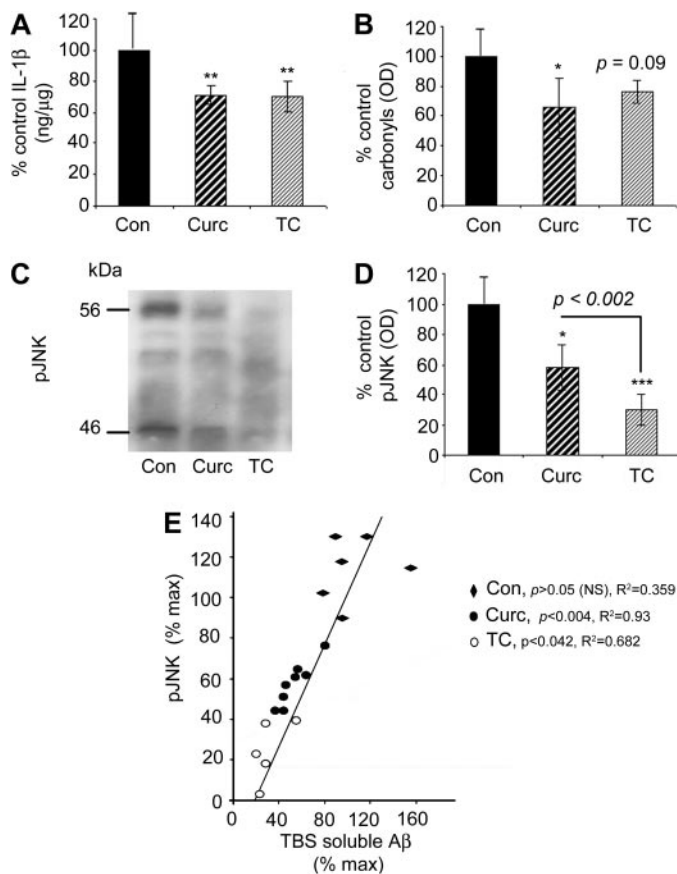 A
% control IL-1β
(ng/μg)
120
100
80
60
40
20
0
**
**
Con Curc TC
B
% control
carbonyls (OD)
120
100
80
60
40
20
0
*
p = 0.09
Con Curc TC
C
kDa
pJNK
56
46
Con Curc TC
D
% control
pJNK (OD)
120
100
80
60
40
20
0
p < 0.002
*
***
Con Curc TC
E
pJNK (% max)
140
120
100
80
60
40
20
0
0 40 80 120 160
TBS soluble Aβ
(% max)
Con, p>0.05 (NS), R²=0.359
Curc, p<0.004, R²=0.93
TC, p<0.042, R²=0.682